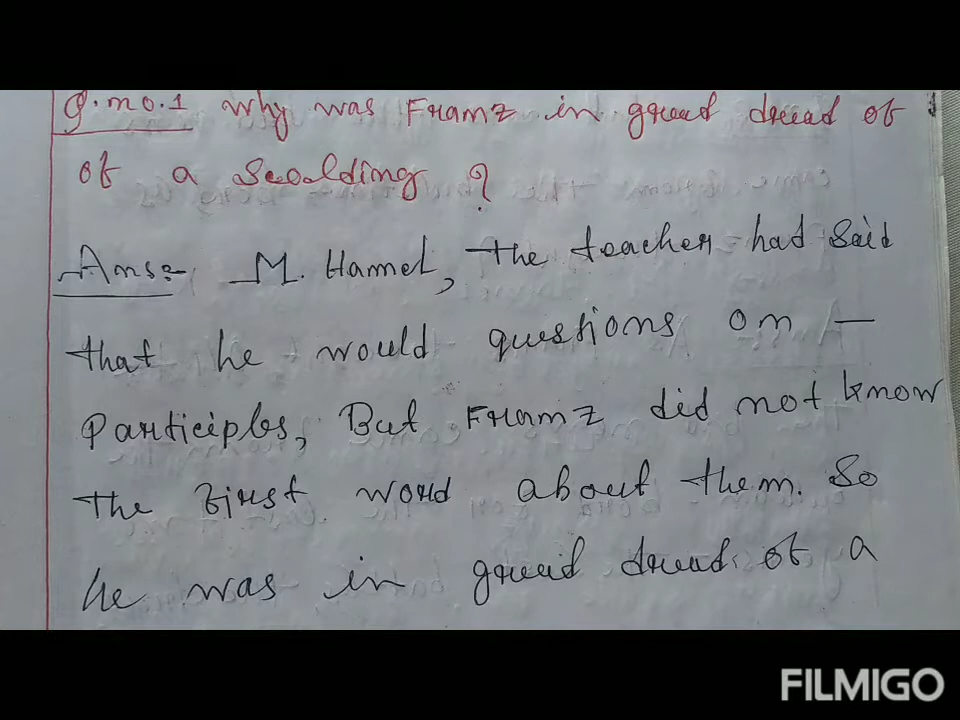 Q.no.1 Why was Franz in great dread of
of a Scolding ?
Ans:- M. Hamel, the teacher had said
that he would questions on —
Participles, But Franz did not know
the first word about them. So
he was in great dread of a
FILMIGO